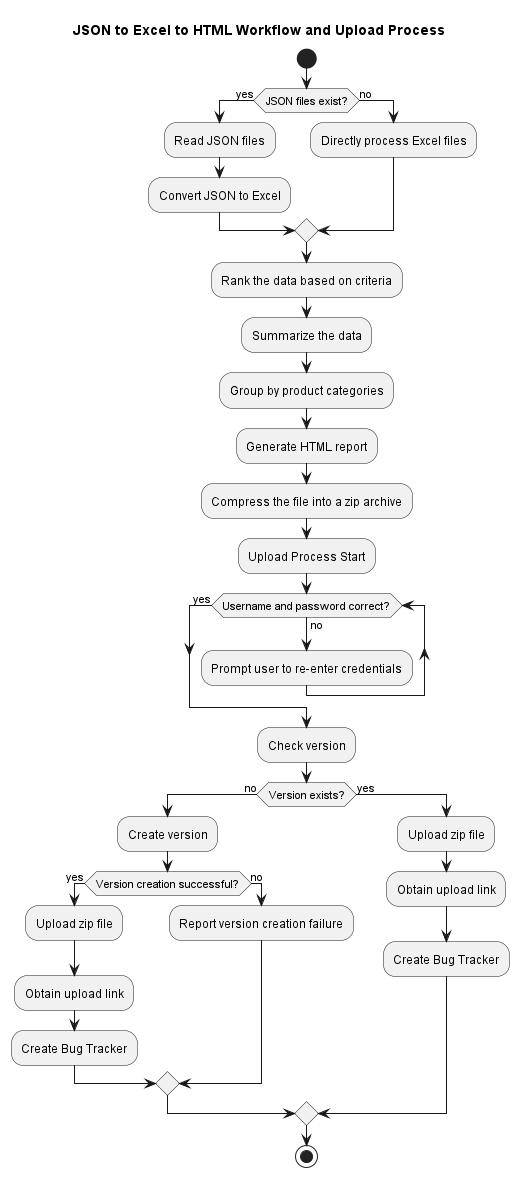 JSON to Excel to HTML Workflow and Upload Process
yes
JSON files exist?
no
Read JSON files
Directly process Excel files
Convert JSON to Excel
Rank the data based on criteria
Summarize the data
Group by product categories
Generate HTML report
Compress the file into a zip archive
Upload Process Start
yes
Username and password correct?
no
Prompt user to re-enter credentials
Check version
no
Version exists?
yes
Create version
Upload zip file
yes
Version creation successful?
no
Obtain upload link
Upload zip file
Report version creation failure
Create Bug Tracker
Obtain upload link
Create Bug Tracker